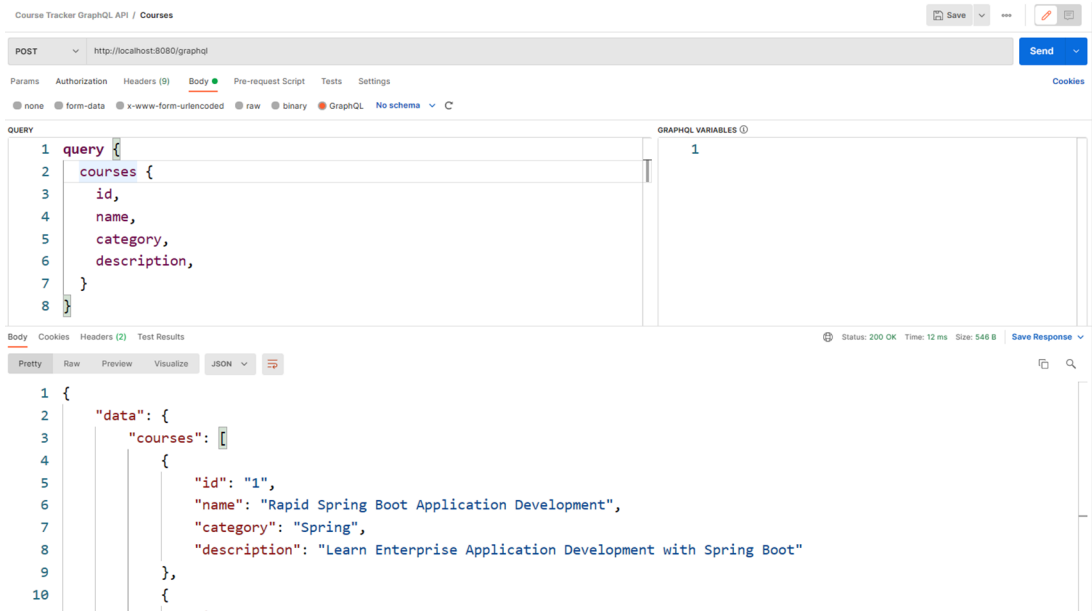 Course Tracker GraphQL API / Courses
Save
POST
http://localhost:8080/graphql
Send
Params Authorization Headers (9) Body Pre-request Script Tests Settings
Cookies
none form-data x-www-form-urlencoded raw binary GraphQL No schema
QUERY
GRAPHQL VARIABLES
1 query {
2 courses {
3 id,
4 name,
5 category,
6 description,
7 }
8 }
1
Body Cookies Headers (2) Test Results
Status: 200 OK Time: 12 ms Size: 546 B Save Response
Pretty Raw Preview Visualize JSON
1 {
2 "data": {
3 "courses": [
4 {
5 "id": "1",
6 "name": "Rapid Spring Boot Application Development",
7 "category": "Spring",
8 "description": "Learn Enterprise Application Development with Spring Boot"
9 },
10 {